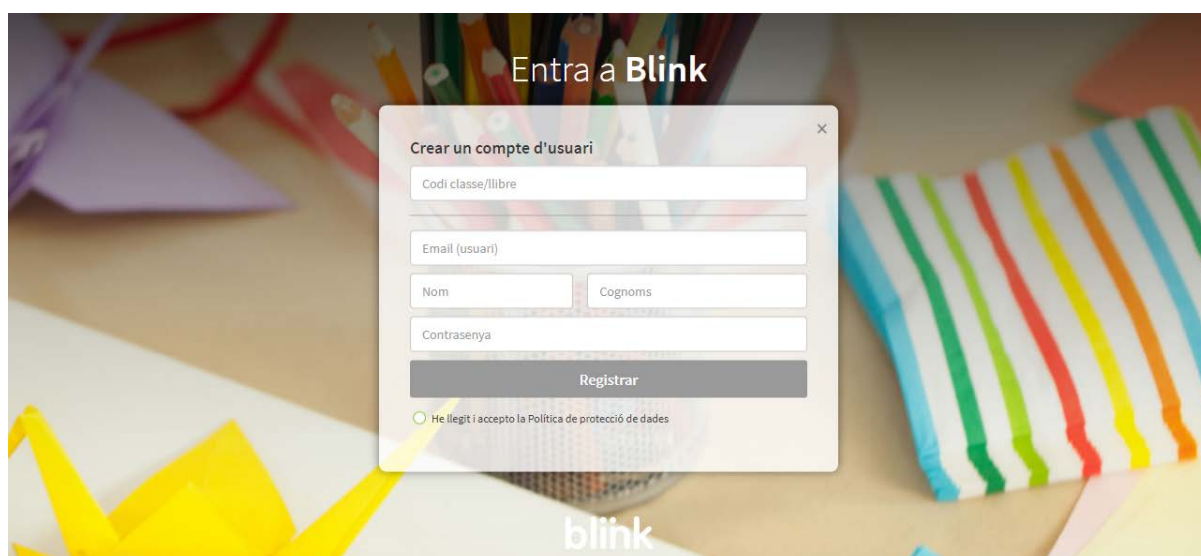 Entra a Blink
×
Crear un compte d'usuari
Codi classe/llibre
Email (usuari)
Nom Cognoms
Contrasenya
Registrar
He llegit i accepto la Política de protecció de dades
blink